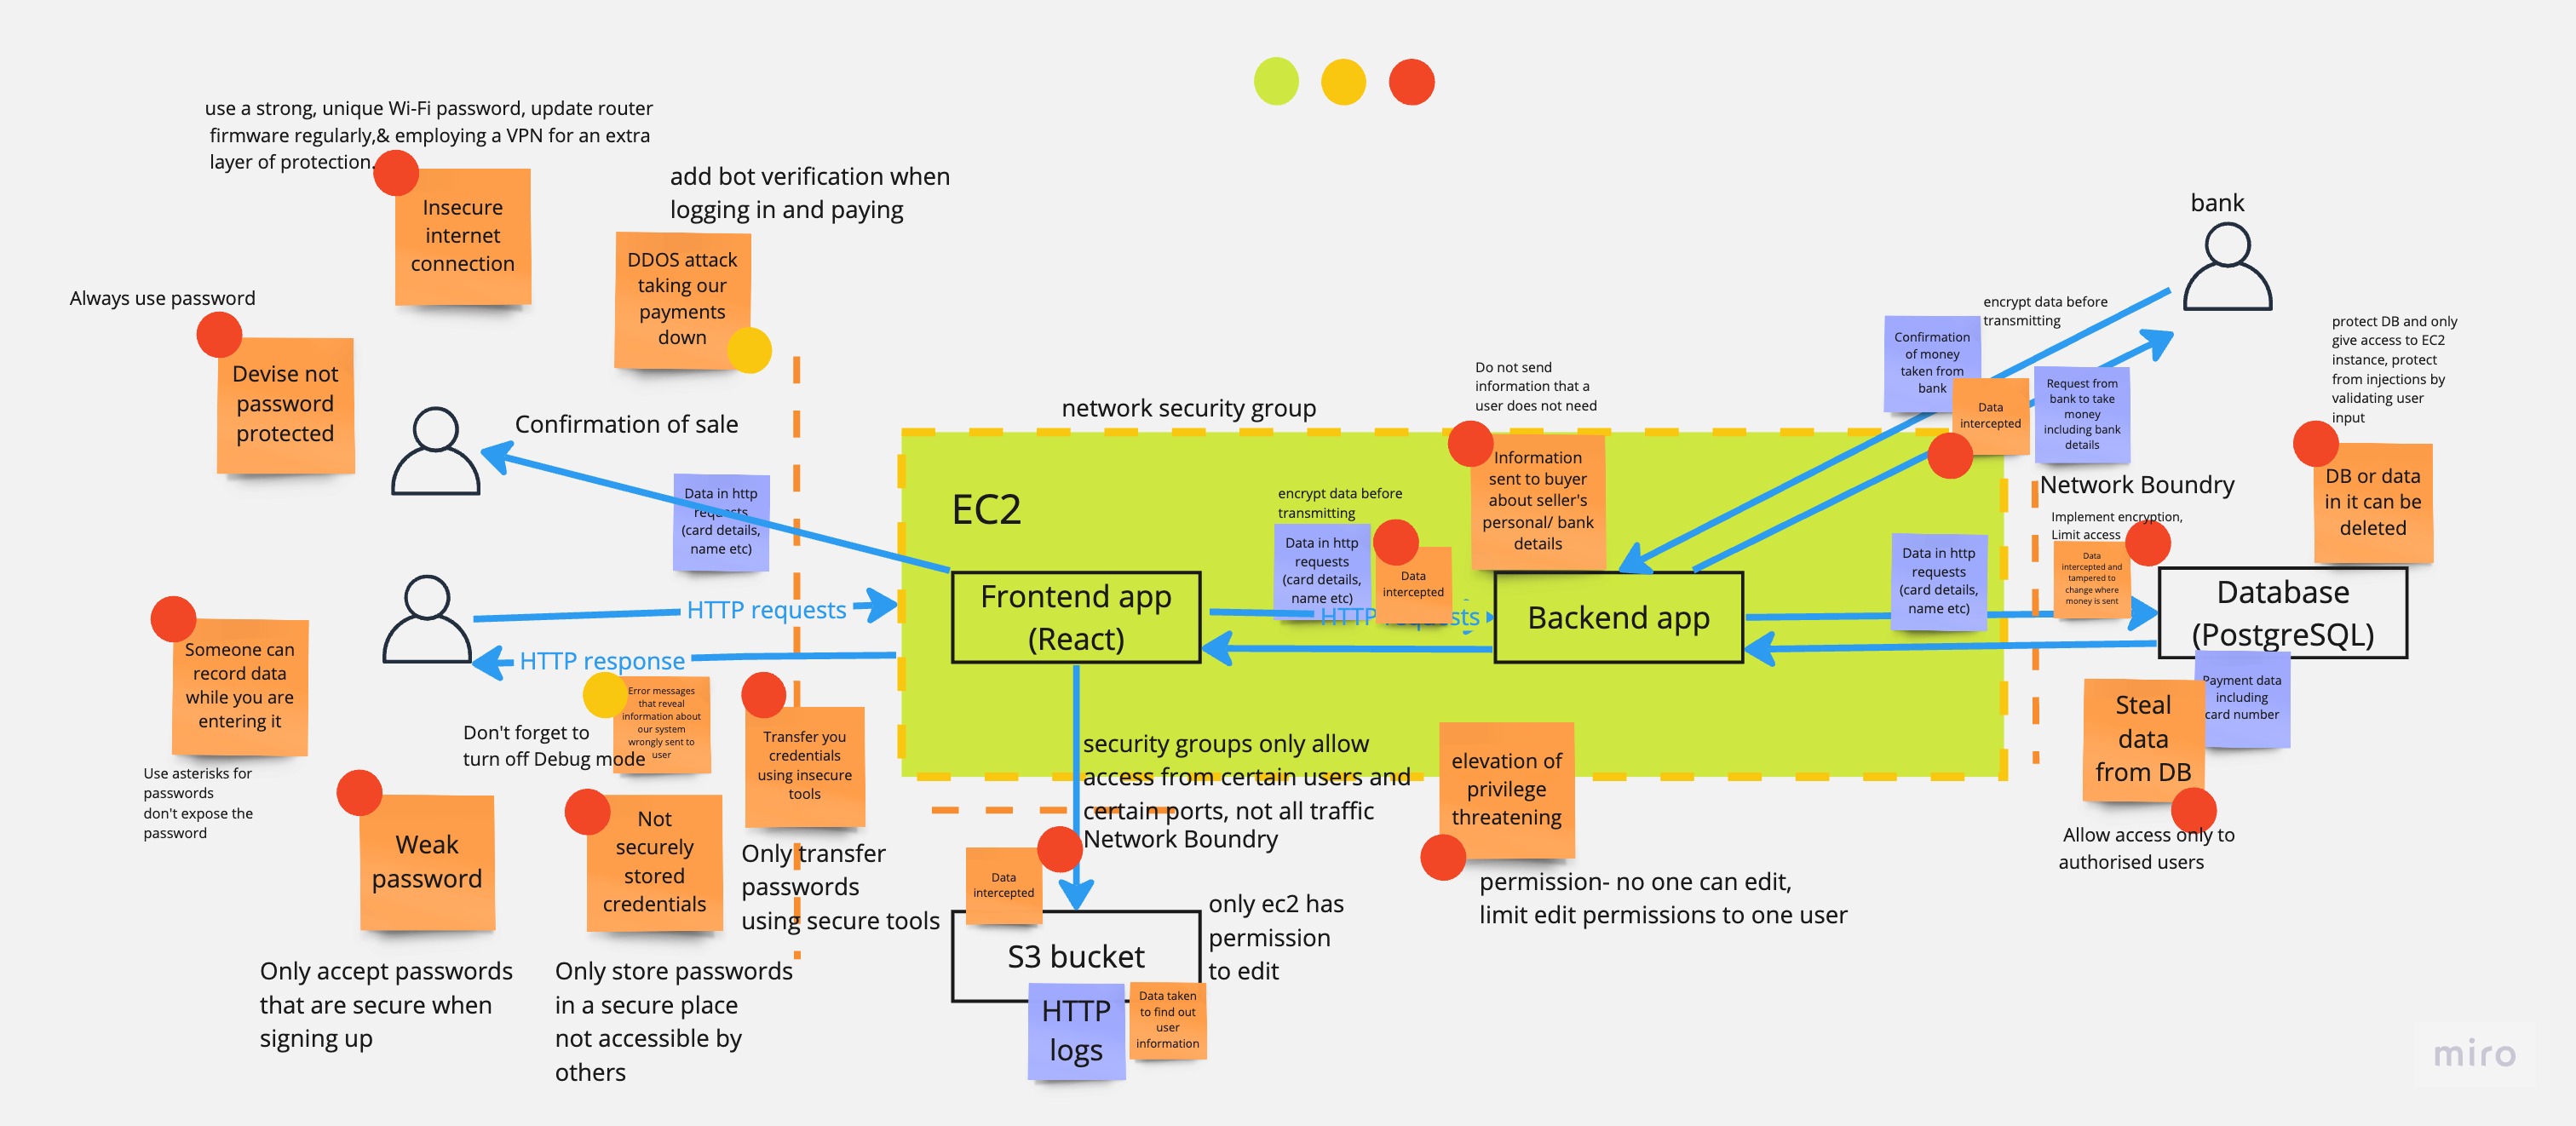 use a strong, unique Wi-Fi password, update router
firmware regularly,& employing a VPN for an extra
layer of protection.
Insecure
internet
connection
add bot verification when
logging in and paying
DDOS attack
taking our
payments
down
Always use password
Devise not
password
protected
Confirmation of sale
Data in http
requests
(card details,
name etc)
HTTP requests
HTTP response
Someone can
record data
while you are
entering it
Use asterisks for
passwords
don't expose the
password
Error messages
that reveal
information about
our system
wrongly sent to
user
Don't forget to
turn off Debug mode
Transfer you
credentials
using insecure
tools
Only transfer
passwords
using secure tools
Weak
password
Only accept passwords
that are secure when
signing up
Not
securely
stored
credentials
Only store passwords
in a secure place
not accessible by
others
network security group
EC2
Frontend app
(React)
encrypt data before
transmitting
Data in http
requests
(card details,
name etc)
Data
intercepted
HTTP requests
Do not send
information that a
user does not need
Information
sent to buyer
about seller's
personal/ bank
details
Backend app
security groups only allow
access from certain users and
certain ports, not all traffic
Network Boundry
Data
intercepted
S3 bucket
only ec2 has
permission
to edit
HTTP
logs
Data taken
to find out
user
information
elevation of
privilege
threatening
permission- no one can edit,
limit edit permissions to one user
bank
encrypt data before
transmitting
Confirmation
of money
taken from
bank
Data
intercepted
Request from
bank to take
money
including bank
details
protect DB and only
give access to EC2
instance, protect
from injections by
validating user
input
DB or data
in it can be
deleted
Network Boundry
Implement encryption,
Limit access
Data
intercepted and
tampered to
change where
money is sent
Data in http
requests
(card details,
name etc)
Database
(PostgreSQL)
Payment data
including
card number
Steal
data
from DB
Allow access only to
authorised users
miro